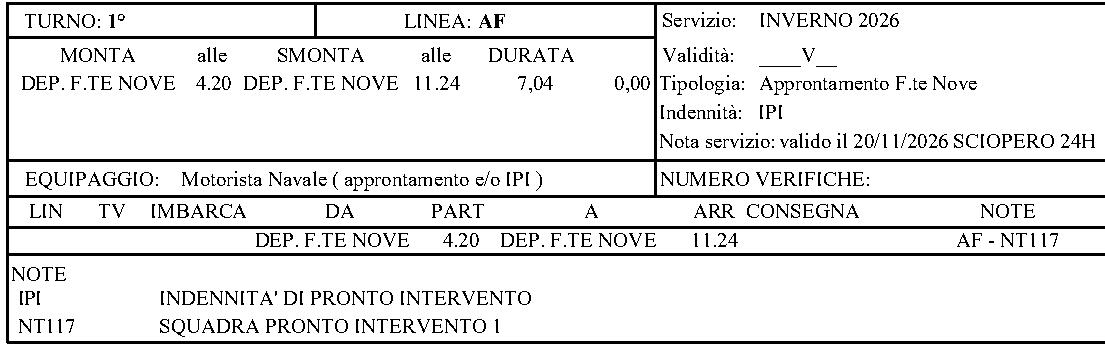 TURNO: 1° LINEA: AF Servizio: INVERNO 2026
MONTA alle SMONTA alle DURATA Validità: ____V__
DEP. F.TE NOVE 4.20 DEP. F.TE NOVE 11.24 7,04 0,00 Tipologia: Approntamento F.te Nove
Indennità: IPI
Nota servizio: valido il 20/11/2026 SCIOPERO 24H
EQUIPAGGIO: Motorista Navale ( approntamento e/o IPI ) NUMERO VERIFICHE:
LIN TV IMBARCA DA PART A ARR CONSEGNA NOTE
DEP. F.TE NOVE 4.20 DEP. F.TE NOVE 11.24 AF - NT117
NOTE
IPI INDENNITA' DI PRONTO INTERVENTO
NT117 SQUADRA PRONTO INTERVENTO 1